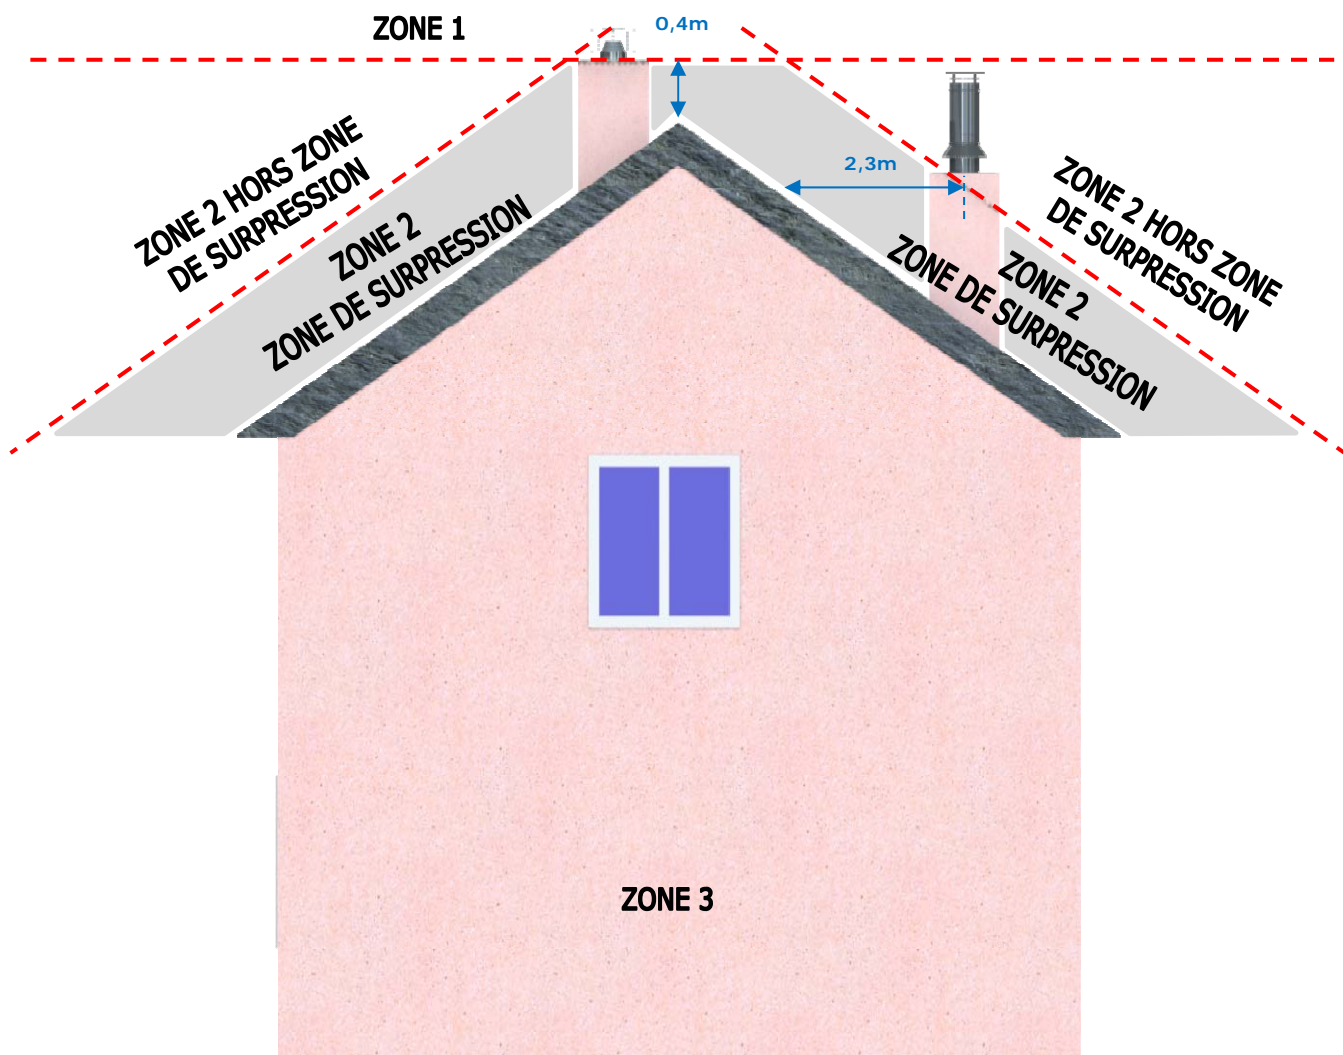 ZONE 1
0,4m
ZONE 2 HORS ZONE
DE SURPRESSION
ZONE 2
ZONE DE SURPRESSION
2,3m
ZONE 2 HORS ZONE
DE SURPRESSION
ZONE 2
ZONE DE SURPRESSION
ZONE 3